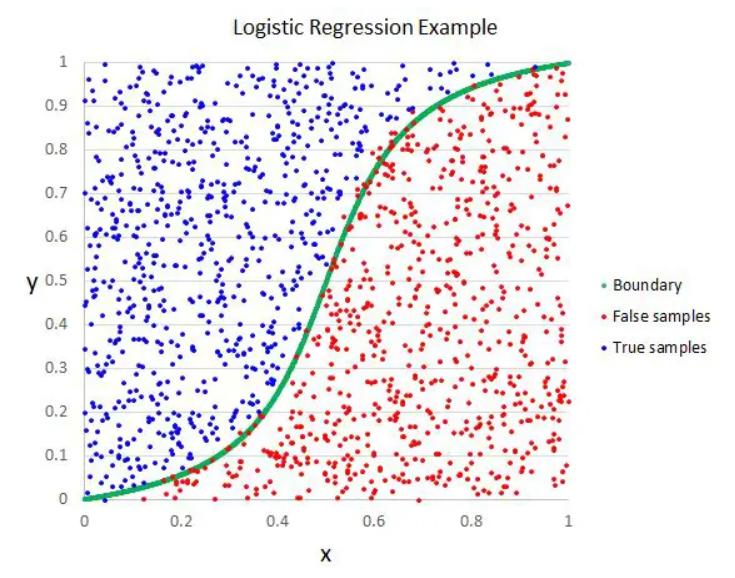 Logistic Regression Example
1
0.9
0.8
0.7
0.6
y
0.5
0.4
0.3
0.2
0.1
0
0 0.2 0.4 0.6 0.8 1
x
Boundary
False samples
True samples